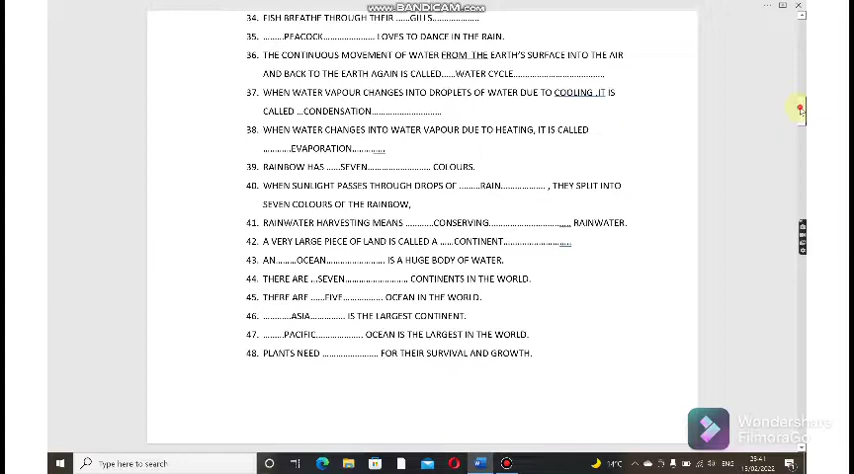 WWW.BANDICAM.COM
34. FISH BREATHE THROUGH THEIR ......GILLS...................
35. .........PEACOCK....................... LOVES TO DANCE IN THE RAIN.
36. THE CONTINUOUS MOVEMENT OF WATER FROM THE EARTH'S SURFACE INTO THE AIR
AND BACK TO THE EARTH AGAIN IS CALLED......WATER CYCLE.................................
37. WHEN WATER VAPOUR CHANGES INTO DROPLETS OF WATER DUE TO COOLING .IT IS
CALLED ...CONDENSATION..........................
38. WHEN WATER CHANGES INTO WATER VAPOUR DUE TO HEATING, IT IS CALLED
............EVAPORATION............
39. RAINBOW HAS ......SEVEN........................ COLOURS.
40. WHEN SUNLIGHT PASSES THROUGH DROPS OF .........RAIN................. , THEY SPLIT INTO
SEVEN COLOURS OF THE RAINBOW,
41. RAINWATER HARVESTING MEANS ............CONSERVING.............................. RAINWATER.
42. A VERY LARGE PIECE OF LAND IS CALLED A ......CONTINENT.........................
43. AN.........OCEAN...................... IS A HUGE BODY OF WATER.
44. THERE ARE ...SEVEN........................ CONTINENTS IN THE WORLD.
45. THERE ARE ......FIVE............... OCEAN IN THE WORLD.
46. ............ASIA............... IS THE LARGEST CONTINENT.
47. .........PACIFIC.................. OCEAN IS THE LARGEST IN THE WORLD.
48. PLANTS NEED ........................ FOR THEIR SURVIVAL AND GROWTH.
Wondershare
FilmoraGo
Type here to search
14°C
ENG
23:41
13/02/2022